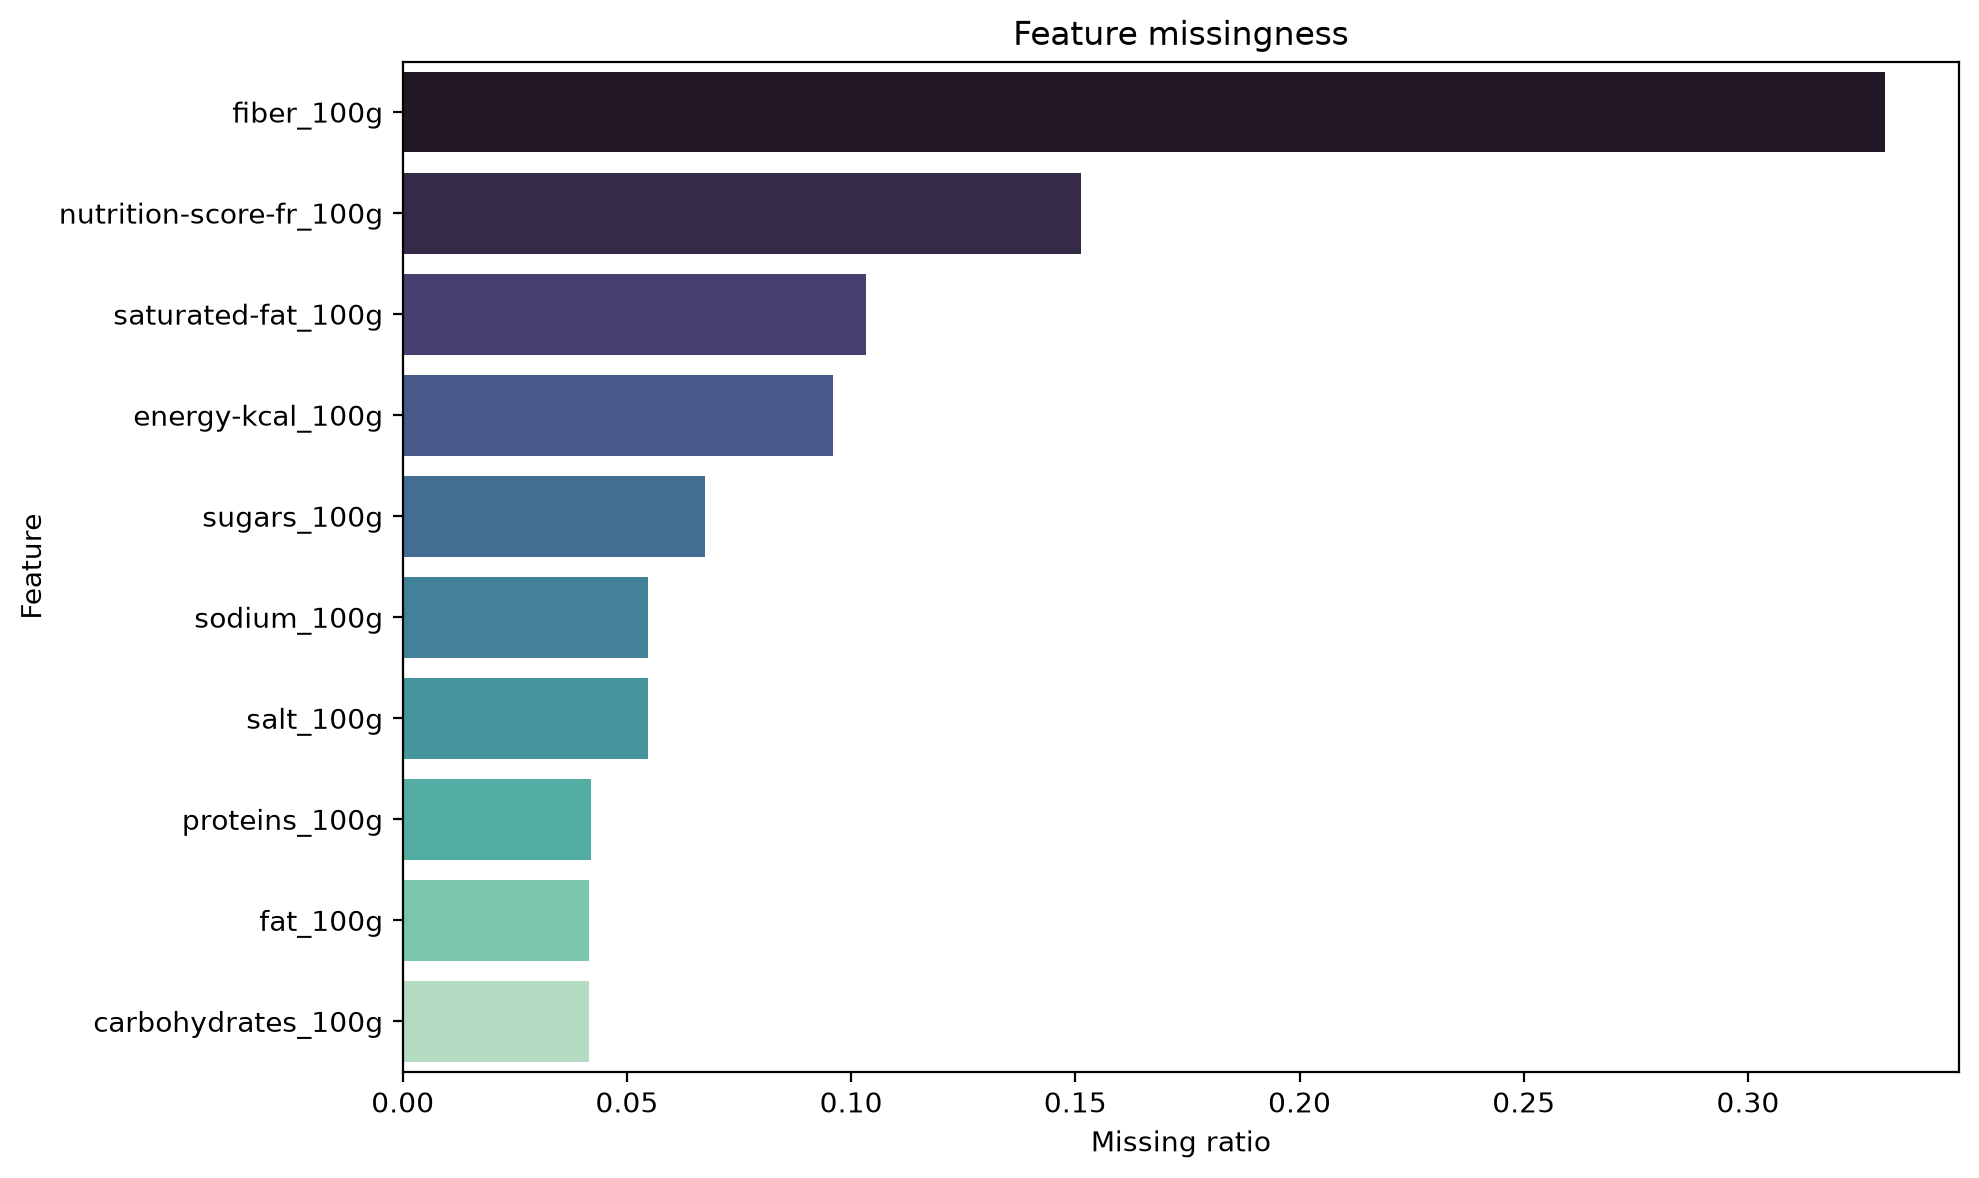 Feature missingness
fiber_100g
nutrition-score-fr_100g
saturated-fat_100g
energy-kcal_100g
sugars_100g
sodium_100g
salt_100g
proteins_100g
fat_100g
carbohydrates_100g
Feature
0.00 0.05 0.10 0.15 0.20 0.25 0.30
Missing ratio